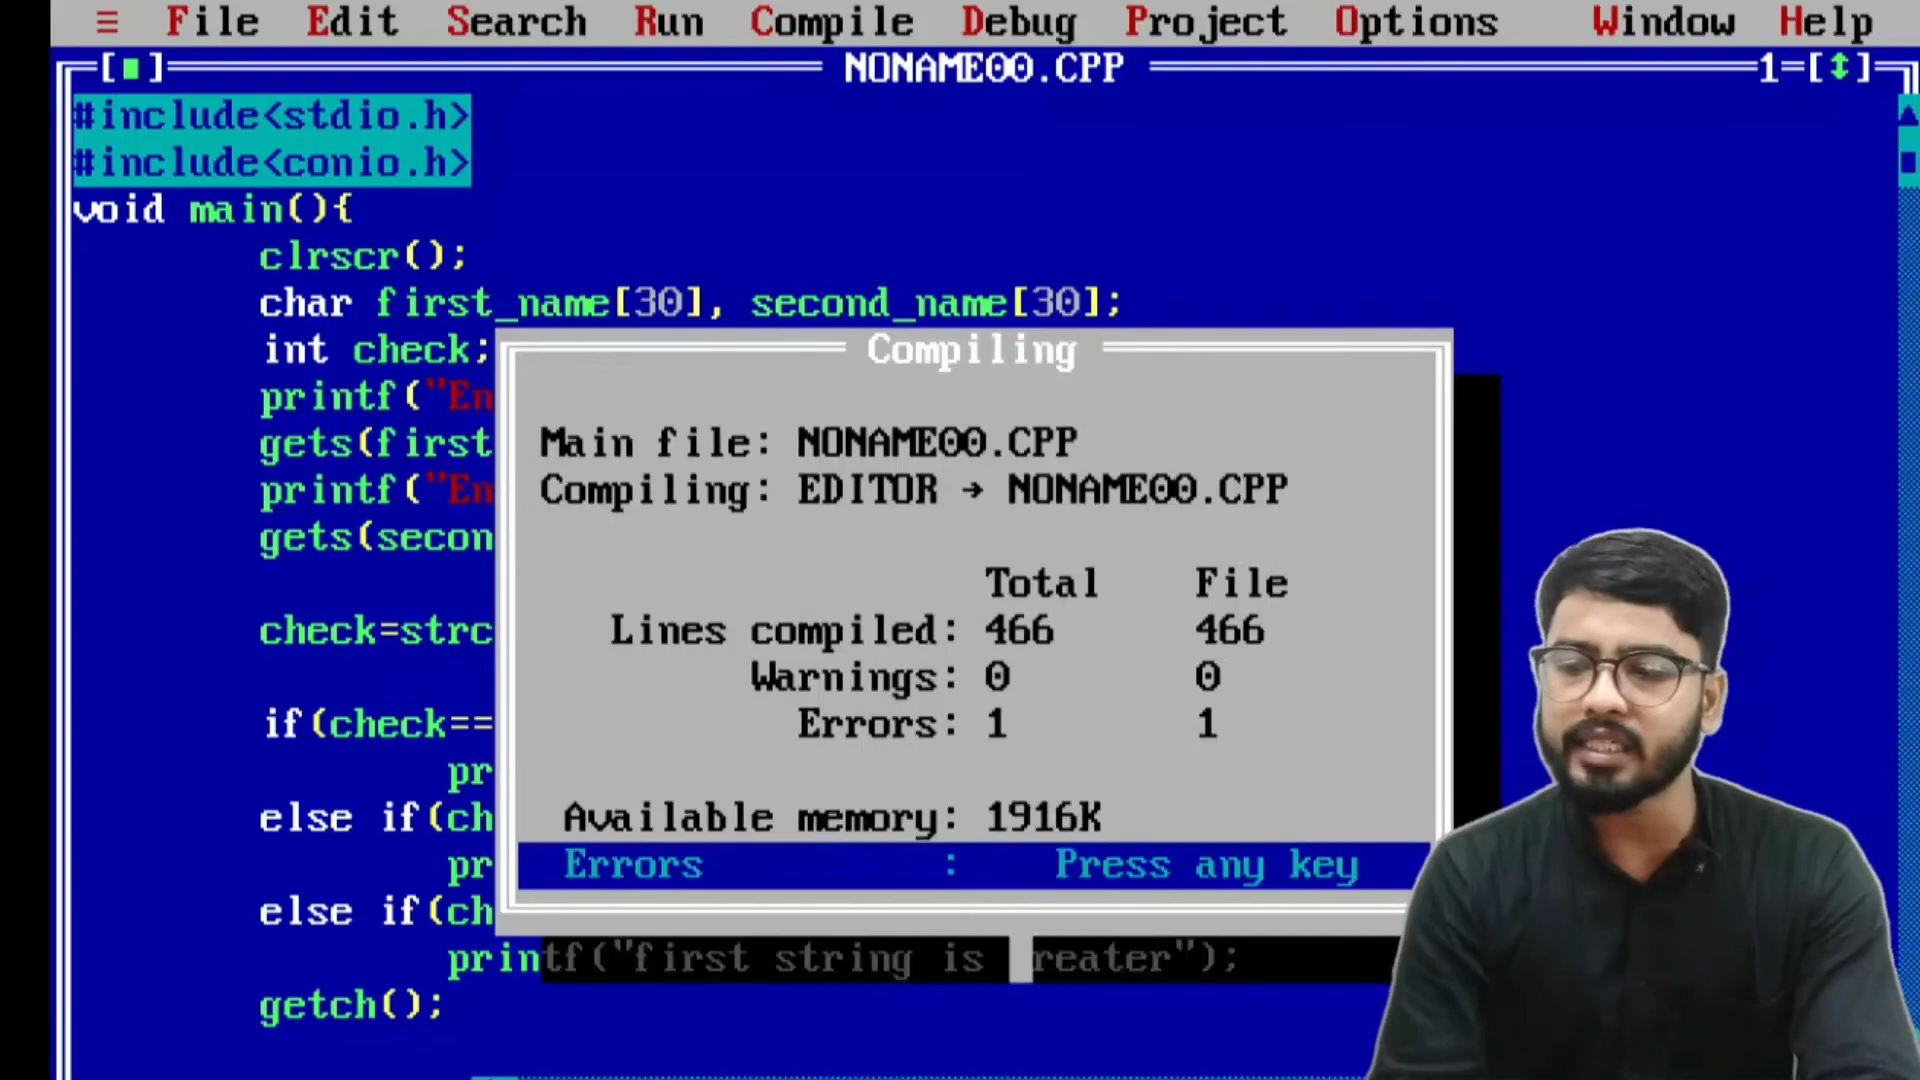 ≡ File Edit Search Run Compile Debug Project Options Window Help
[■] NONAME00.CPP 1=[↕]
#include<stdio.h>
#include<conio.h>
void main(){
clrscr();
char first_name[30], second_name[30];
int check;
printf("En
gets(first
printf("En
gets(secon
check=strc
if(check==
pr
else if(ch
pr
else if(ch
printf("first string is reater");
getch();
Compiling
Main file: NONAME00.CPP
Compiling: EDITOR → NONAME00.CPP
Total File
Lines compiled: 466 466
Warnings: 0 0
Errors: 1 1
Available memory: 1916K
Errors : Press any key